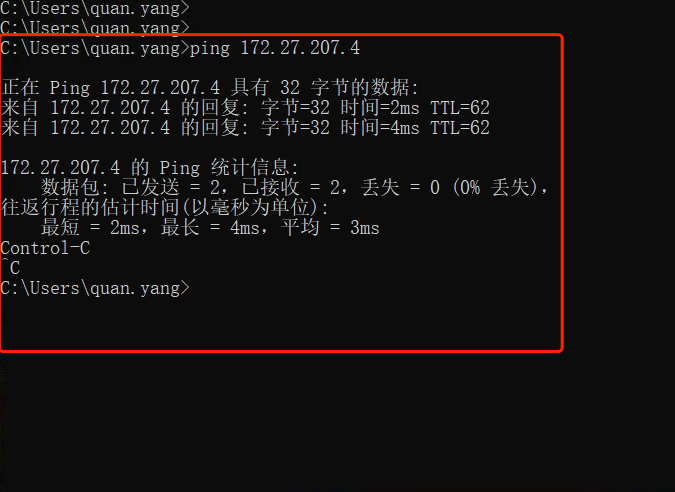 C:\Users\quan.yang>
C:\Users\quan.yang>
C:\Users\quan.yang>ping 172.27.207.4
正在 Ping 172.27.207.4 具有 32 字节的数据:
来自 172.27.207.4 的回复: 字节=32 时间=2ms TTL=62
来自 172.27.207.4 的回复: 字节=32 时间=4ms TTL=62
172.27.207.4 的 Ping 统计信息:
数据包: 已发送 = 2，已接收 = 2，丢失 = 0 (0% 丢失)，
往返行程的估计时间(以毫秒为单位):
最短 = 2ms，最长 = 4ms，平均 = 3ms
Control-C
^C
C:\Users\quan.yang>